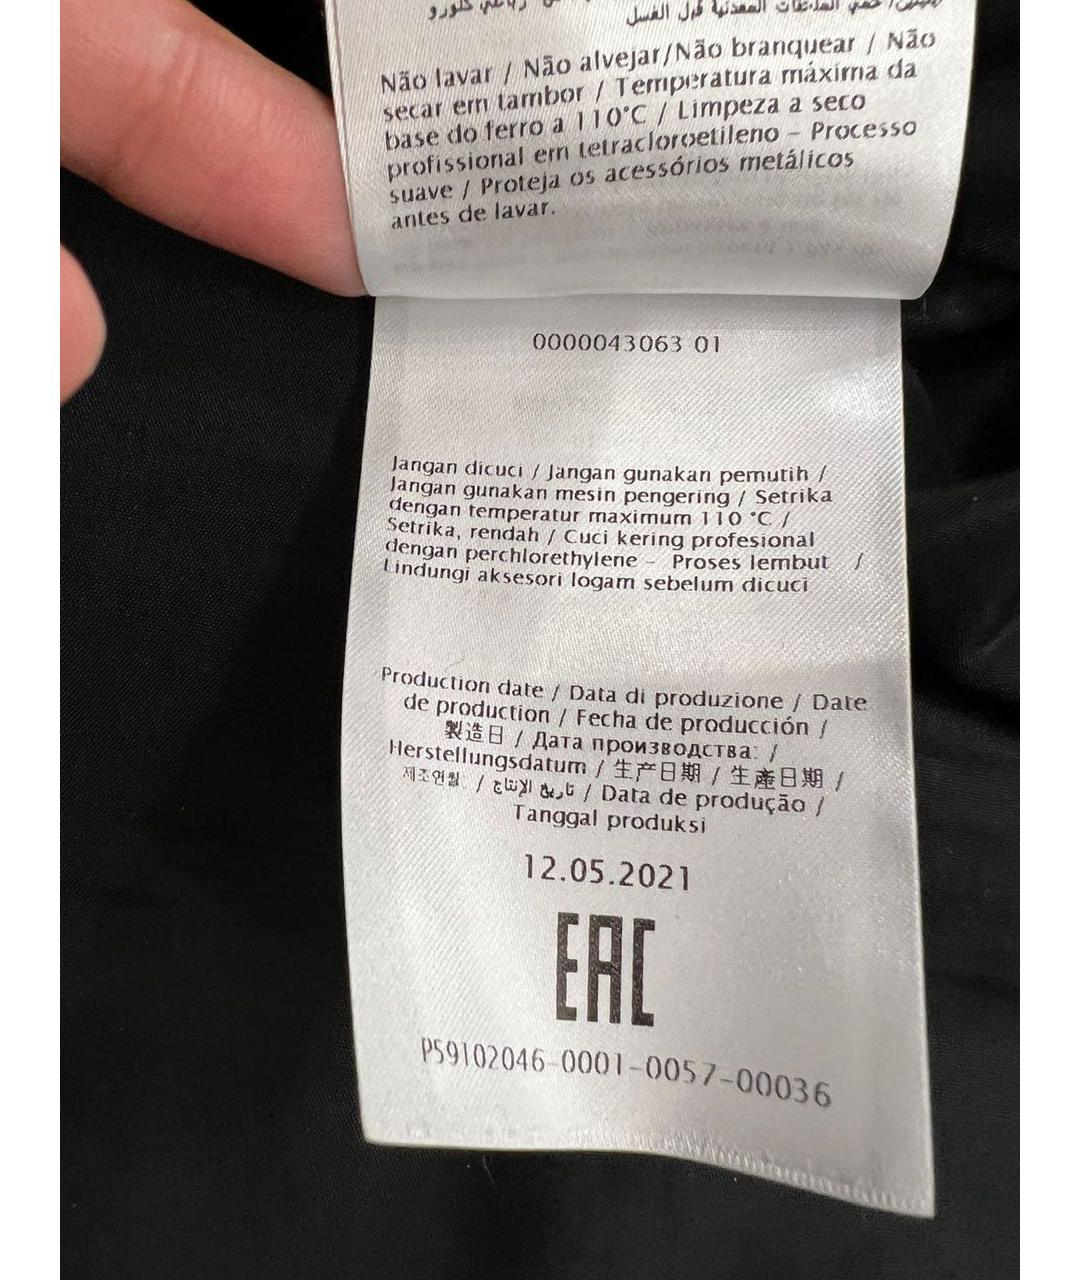 قبل الغسل
Não lavar / Não alvejar/Não branquear / Não
secar em tambor / Temperatura máxima da
base do ferro a 110°C / Limpeza a seco
profissional em tetracloroetileno – Processo
suave / Proteja os acessórios metálicos
antes de lavar.
0000043063 01
Jangan dicuci / Jangan gunakan pemutih /
Jangan gunakan mesin pengering / Setrika
dengan temperatur maximum 110 °C /
Setrika, rendah / Cuci kering profesional
dengan perchlorethylene – Proses lembut /
Lindungi aksesori logam sebelum dicuci
Production date / Data di produzione / Date
de production / Fecha de producción /
製造日 / Дата производства: /
Herstellungsdatum / 生产日期 / 生產日期 /
제조연월: / تاريخ الإنتاج / Data de produção /
Tanggal produksi
12.05.2021
EAC
P59102046-0001-0057-00036